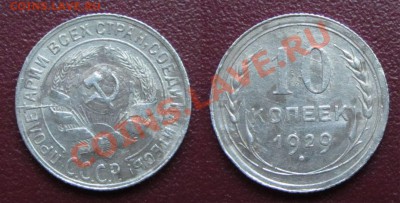 ПРОЛЕТАРИИ ВСЕХ СТРАН, СОЕДИНЯЙТЕСЬ!
СССР
10
КОПЕЕК
1929
COINS.LAVE.RU